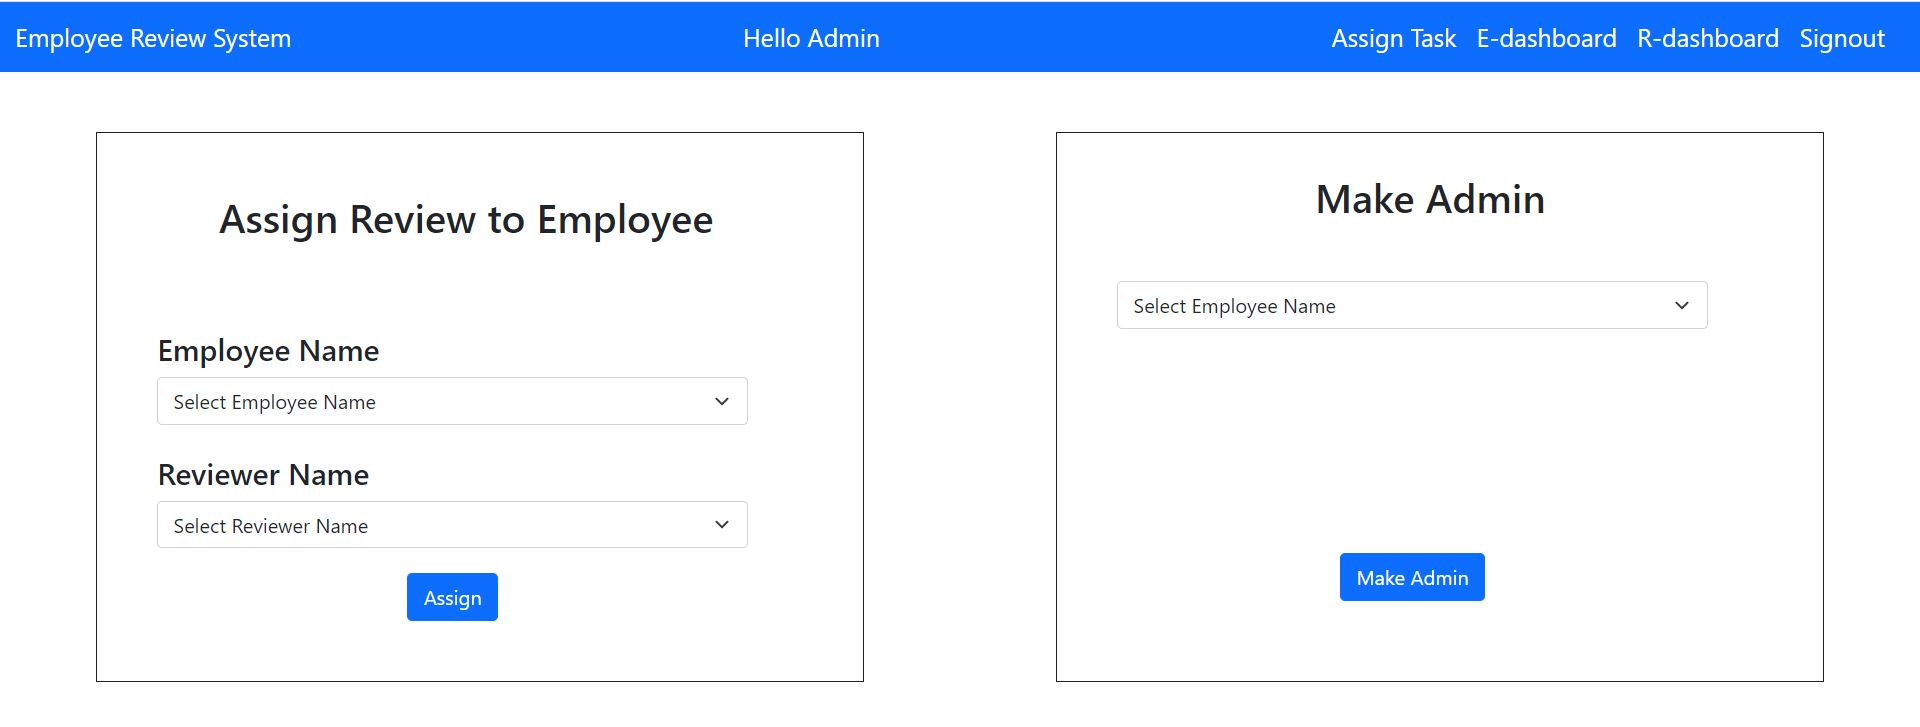 Employee Review System
Hello Admin
Assign Task E-dashboard R-dashboard Signout
Assign Review to Employee
Employee Name
Select Employee Name
Reviewer Name
Select Reviewer Name
Assign
Make Admin
Select Employee Name
Make Admin